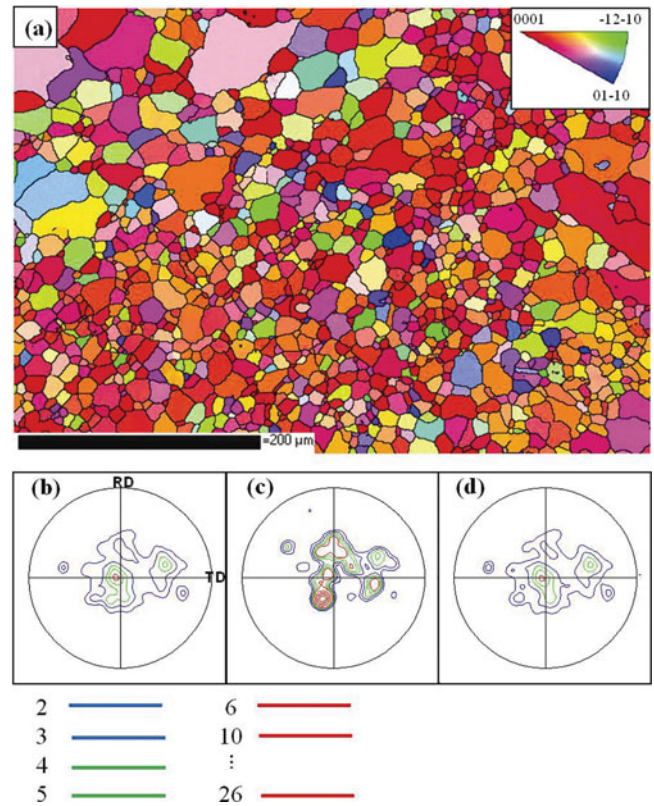 (a)
0001 -12-10
01-10
=200 μm
(b) (c) (d)
RD
TD
2 6
3 10
4 ⋮
5 26